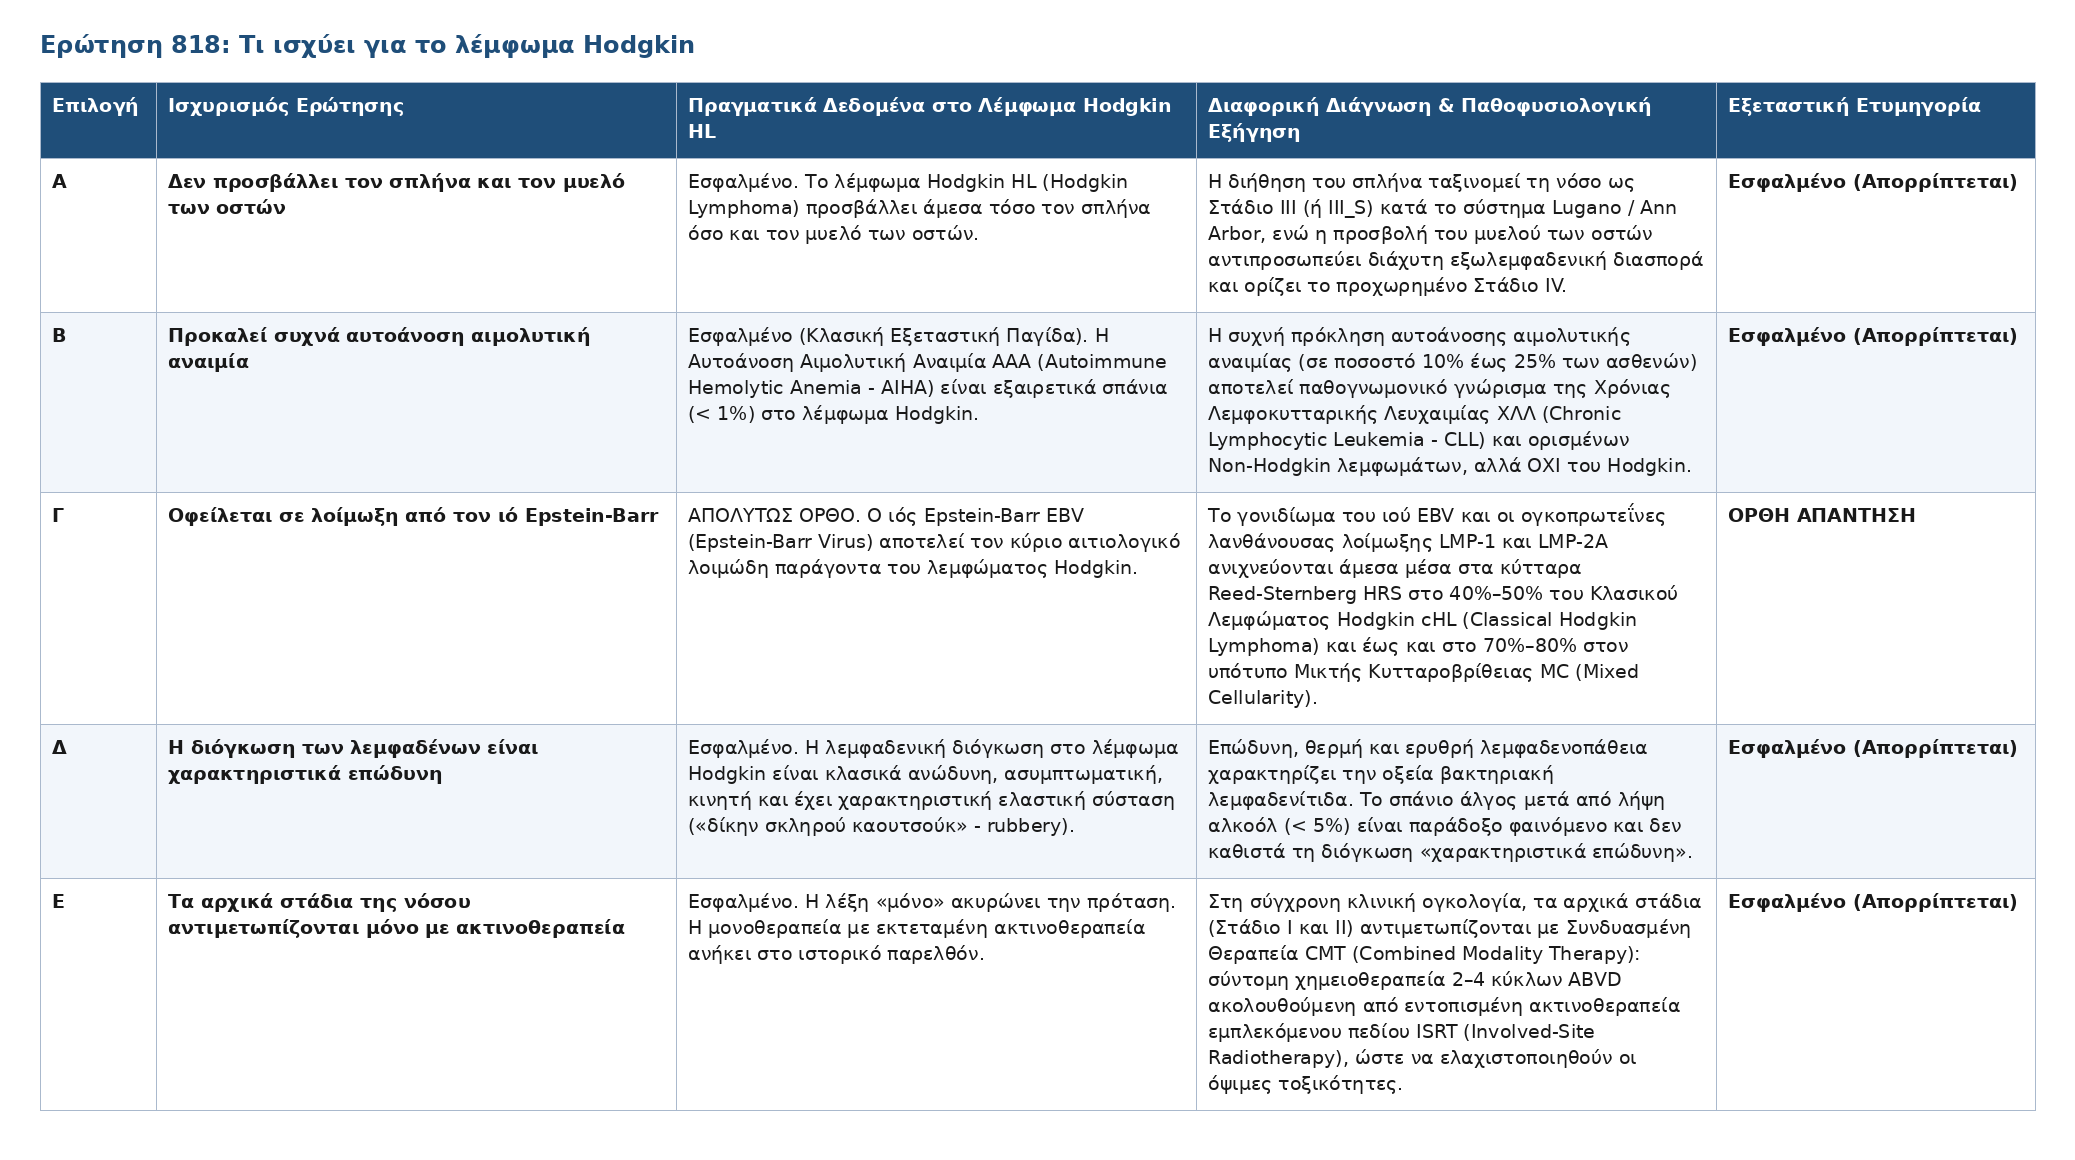 Ερώτηση 818: Τι ισχύει για το λέμφωμα Hodgkin
Επιλογή
Ισχυρισμός Ερώτησης
Πραγματικά Δεδομένα στο Λέμφωμα Hodgkin
HL
Διαφορική Διάγνωση & Παθοφυσιολογική
Εξήγηση
Εξεταστική Ετυμηγορία
Α
Δεν προσβάλλει τον σπλήνα και τον μυελό
των οστών
Εσφαλμένο. Το λέμφωμα Hodgkin HL (Hodgkin
Lymphoma) προσβάλλει άμεσα τόσο τον σπλήνα
όσο και τον μυελό των οστών.
Η διήθηση του σπλήνα ταξινομεί τη νόσο ως
Στάδιο III (ή III_S) κατά το σύστημα Lugano / Ann
Arbor, ενώ η προσβολή του μυελού των οστών
αντιπροσωπεύει διάχυτη εξωλεμφαδενική διασπορά
και ορίζει το προχωρημένο Στάδιο IV.
Εσφαλμένο (Απορρίπτεται)
Β
Προκαλεί συχνά αυτοάνοση αιμολυτική
αναιμία
Εσφαλμένο (Κλασική Εξεταστική Παγίδα). Η
Αυτοάνοση Αιμολυτική Αναιμία ΑΑΑ (Autoimmune
Hemolytic Anemia - AIHA) είναι εξαιρετικά σπάνια
(< 1%) στο λέμφωμα Hodgkin.
Η συχνή πρόκληση αυτοάνοσης αιμολυτικής
αναιμίας (σε ποσοστό 10% έως 25% των ασθενών)
αποτελεί παθογνωμονικό γνώρισμα της Χρόνιας
Λεμφοκυτταρικής Λευχαιμίας ΧΛΛ (Chronic
Lymphocytic Leukemia - CLL) και ορισμένων
Non-Hodgkin λεμφωμάτων, αλλά ΟΧΙ του Hodgkin.
Εσφαλμένο (Απορρίπτεται)
Γ
Οφείλεται σε λοίμωξη από τον ιό Epstein-Barr
ΑΠΟΛΥΤΩΣ ΟΡΘΟ. Ο ιός Epstein-Barr EBV
(Epstein-Barr Virus) αποτελεί τον κύριο αιτιολογικό
λοιμώδη παράγοντα του λεμφώματος Hodgkin.
Το γονιδίωμα του ιού EBV και οι ογκοπρωτεΐνες
λανθάνουσας λοίμωξης LMP-1 και LMP-2A
ανιχνεύονται άμεσα μέσα στα κύτταρα
Reed-Sternberg HRS στο 40%–50% του Κλασικού
Λεμφώματος Hodgkin cHL (Classical Hodgkin
Lymphoma) και έως και στο 70%–80% στον
υπότυπο Μικτής Κυτταροβρίθειας MC (Mixed
Cellularity).
ΟΡΘΗ ΑΠΑΝΤΗΣΗ
Δ
Η διόγκωση των λεμφαδένων είναι
χαρακτηριστικά επώδυνη
Εσφαλμένο. Η λεμφαδενική διόγκωση στο λέμφωμα
Hodgkin είναι κλασικά ανώδυνη, ασυμπτωματική,
κινητή και έχει χαρακτηριστική ελαστική σύσταση
(«δίκην σκληρού καουτσούκ» - rubbery).
Επώδυνη, θερμή και ερυθρή λεμφαδενοπάθεια
χαρακτηρίζει την οξεία βακτηριακή
λεμφαδενίτιδα. Το σπάνιο άλγος μετά από λήψη
αλκοόλ (< 5%) είναι παράδοξο φαινόμενο και δεν
καθιστά τη διόγκωση «χαρακτηριστικά επώδυνη».
Εσφαλμένο (Απορρίπτεται)
Ε
Τα αρχικά στάδια της νόσου
αντιμετωπίζονται μόνο με ακτινοθεραπεία
Εσφαλμένο. Η λέξη «μόνο» ακυρώνει την πρόταση.
Η μονοθεραπεία με εκτεταμένη ακτινοθεραπεία
ανήκει στο ιστορικό παρελθόν.
Στη σύγχρονη κλινική ογκολογία, τα αρχικά στάδια
(Στάδιο I και II) αντιμετωπίζονται με Συνδυασμένη
Θεραπεία CMT (Combined Modality Therapy):
σύντομη χημειοθεραπεία 2–4 κύκλων ABVD
ακολουθούμενη από εντοπισμένη ακτινοθεραπεία
εμπλεκόμενου πεδίου ISRT (Involved-Site
Radiotherapy), ώστε να ελαχιστοποιηθούν οι
όψιμες τοξικότητες.
Εσφαλμένο (Απορρίπτεται)